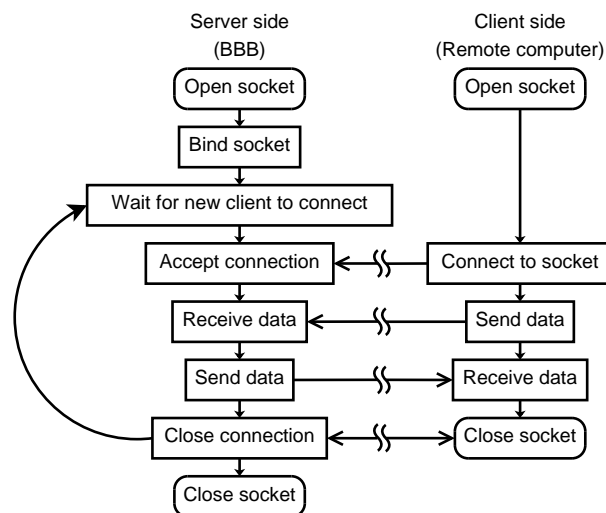 Server side
(BBB)
Client side
(Remote computer)
Open socket
Open socket
Bind socket
Wait for new client to connect
Accept connection
Connect to socket
Receive data
Send data
Send data
Receive data
Close connection
Close socket
Close socket